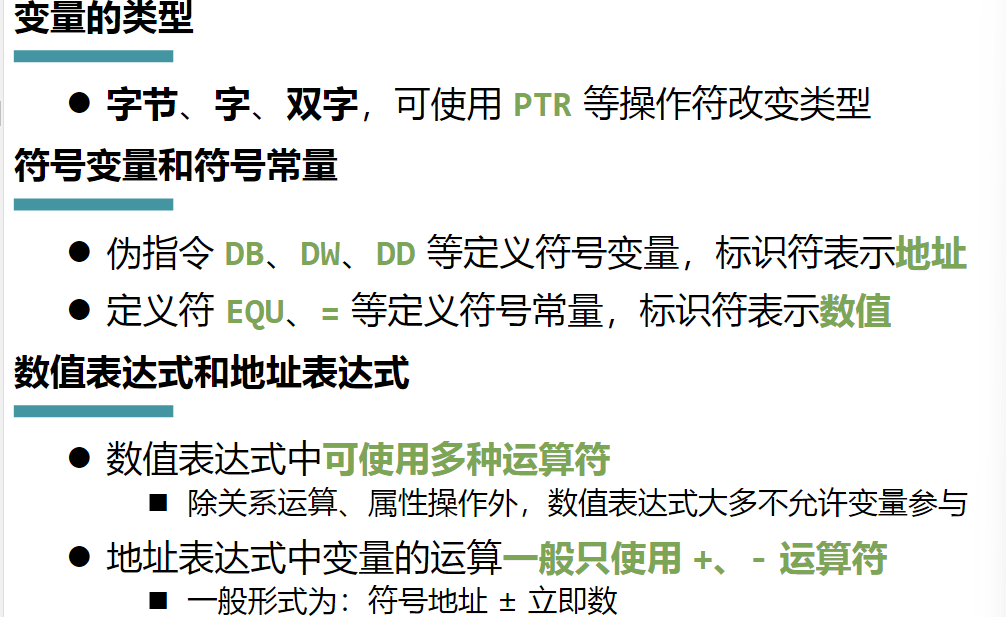 变量的类型
● 字节、字、双字，可使用 PTR 等操作符改变类型
符号变量和符号常量
● 伪指令 DB、DW、DD 等定义符号变量，标识符表示地址
● 定义符 EQU、= 等定义符号常量，标识符表示数值
数值表达式和地址表达式
● 数值表达式中可使用多种运算符
■ 除关系运算、属性操作外，数值表达式大多不允许变量参与
● 地址表达式中变量的运算一般只使用 +、- 运算符
■ 一般形式为：符号地址 ± 立即数